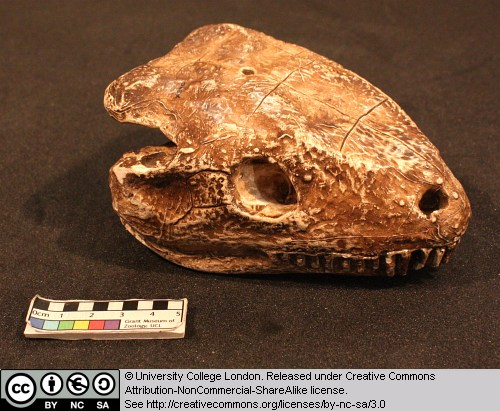 0cm 1 2 3 4 5
Grant Museum of
Zoology, UCL
cc BY NC SA
© University College London. Released under Creative Commons
Attribution-NonCommercial-ShareAlike license.
See http://creativecommons.org/licenses/by-nc-sa/3.0